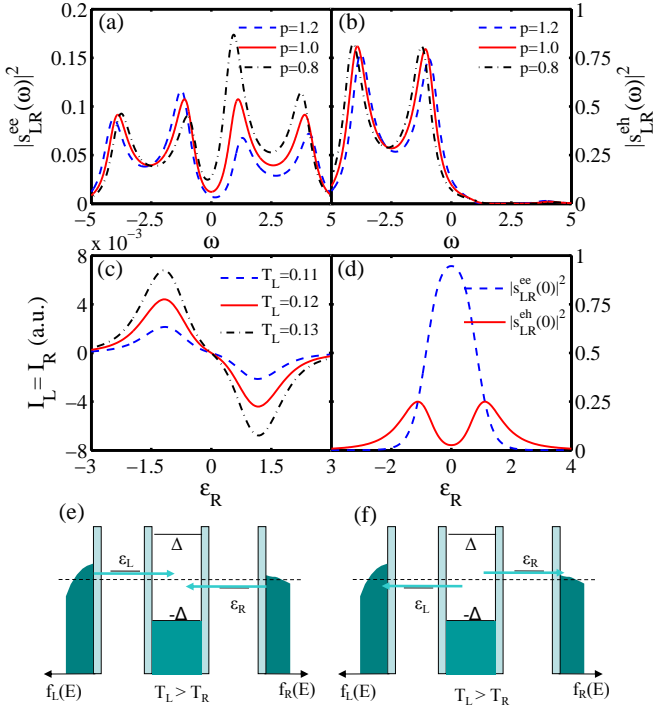 (a)
p=1.2
p=1.0
p=0.8
0.2
0.15
0.1
0.05
0
|s_LR^ee(ω)|^2
−5 −2.5 0 2.5 5
ω
(b)
p=1.2
p=1.0
p=0.8
1
0.75
0.5
0.25
0
|s_LR^eh(ω)|^2
−5 −2.5 0 2.5 5
ω
x 10^−3
(c)
T_L=0.11
T_L=0.12
T_L=0.13
8
4
0
−4
−8
I_L = I_R (a.u.)
−3 −1.5 0 1.5 3
ε_R
(d)
|s_LR^ee(0)|^2
|s_LR^eh(0)|^2
1
0.75
0.5
0.25
0
−4 −2 0 2 4
ε_R
(e)
Δ
ε_L
ε_R
-Δ
f_L(E)
T_L > T_R
f_R(E)
(f)
Δ
ε_R
ε_L
-Δ
f_L(E)
T_L > T_R
f_R(E)